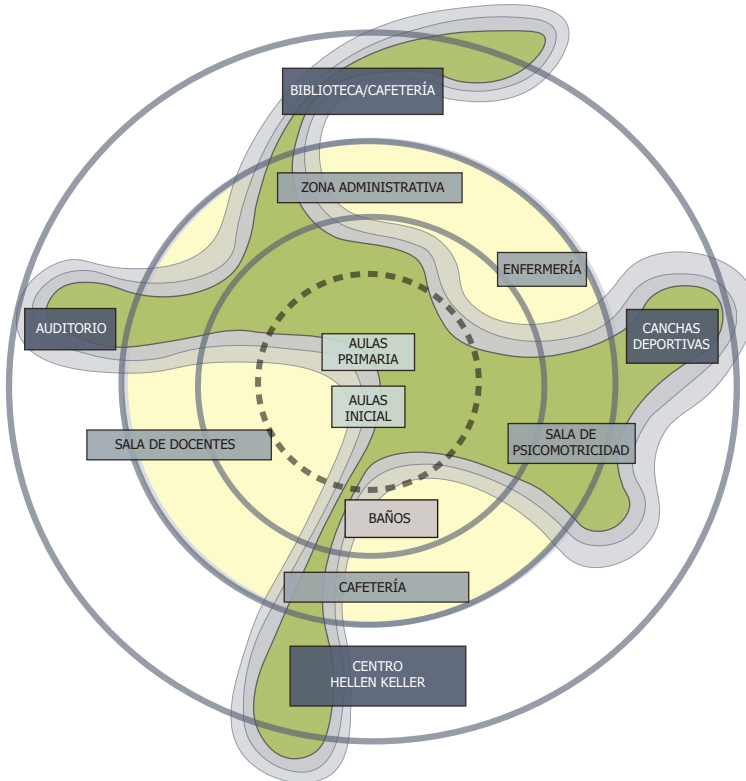 BIBLIOTECA/CAFETERÍA
ZONA ADMINISTRATIVA
ENFERMERÍA
AUDITORIO
CANCHAS
DEPORTIVAS
AULAS
PRIMARIA
AULAS
INICIAL
SALA DE DOCENTES
SALA DE
PSICOMOTRICIDAD
BAÑOS
CAFETERÍA
CENTRO
HELLEN KELLER